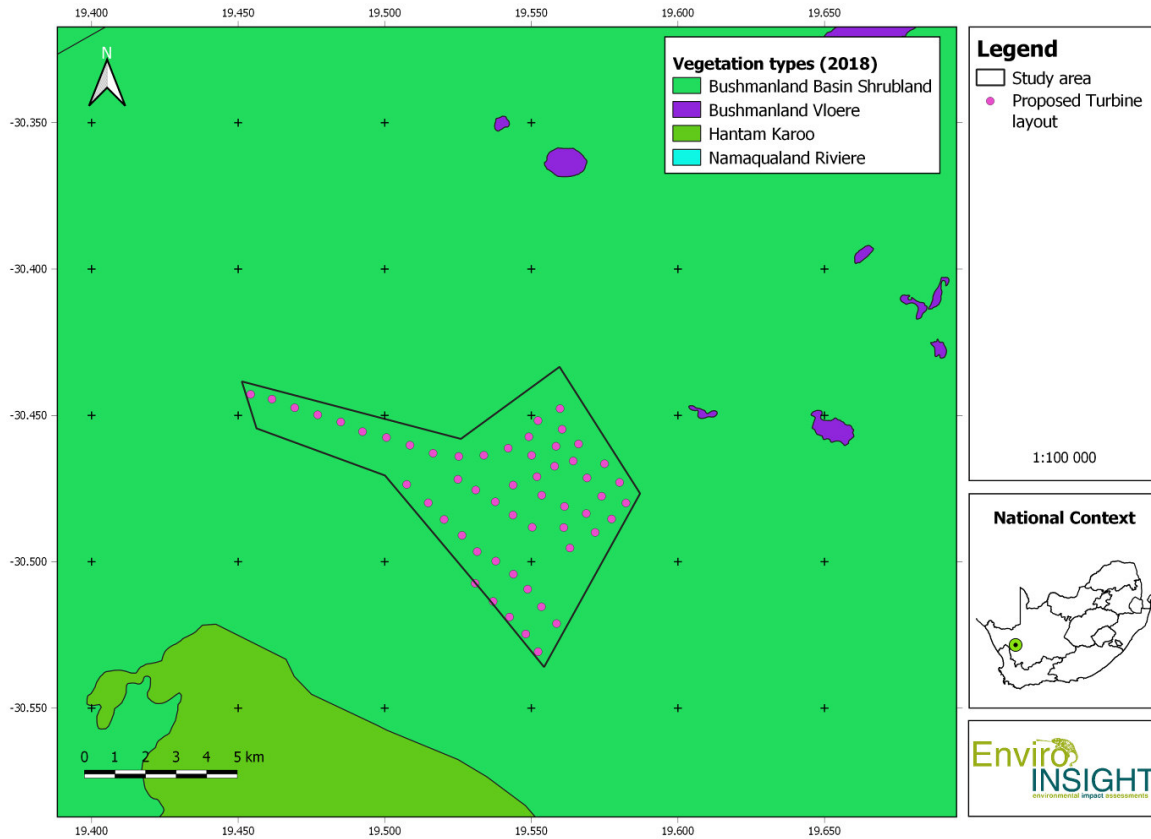 19.400 19.450 19.500 19.550 19.600 19.650
N
Vegetation types (2018)
Bushmanland Basin Shrubland
Bushmanland Vloere
Hantam Karoo
Namaqualand Riviere
Legend
Study area
Proposed Turbine
layout
-30.350
-30.400
-30.450
1:100 000
-30.500
National Context
-30.550
0 1 2 3 4 5 km
Enviro
INSIGHT
environmental impact assessments
19.400 19.450 19.500 19.550 19.600 19.650